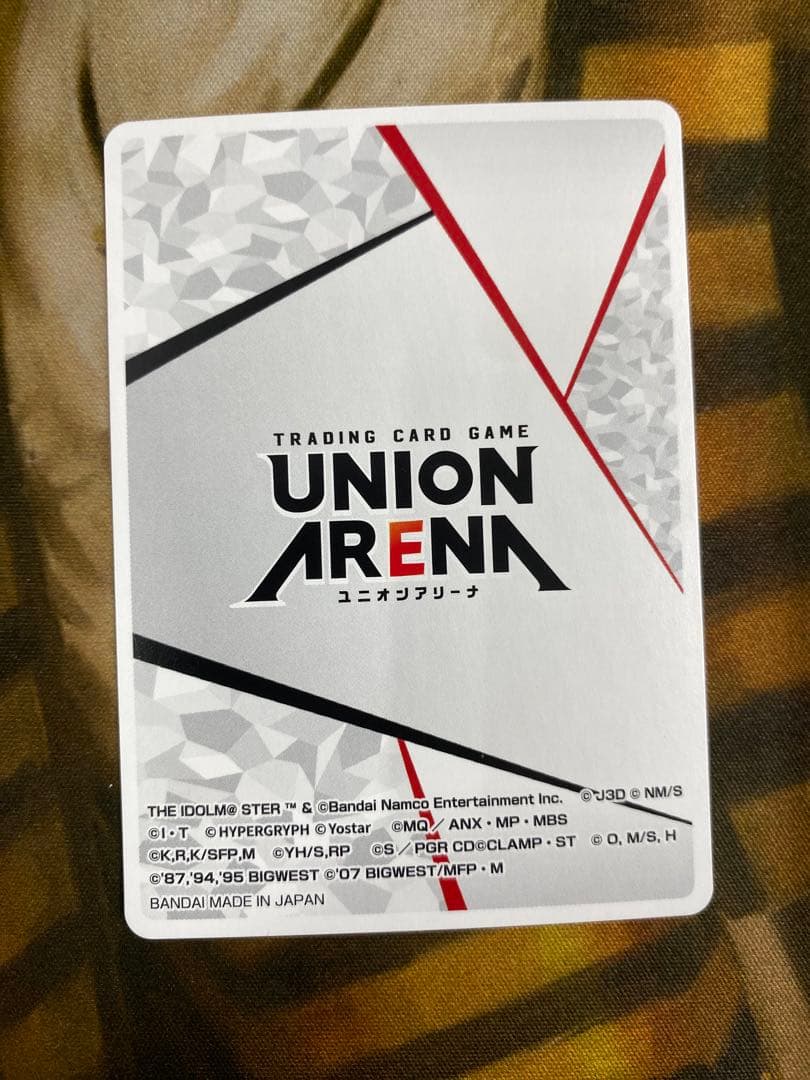 TRADING CARD GAME
UNION
ARENA
ユニオンアリーナ
THE IDOLM@STER™ & ©Bandai Namco Entertainment Inc. ©J3D © NM/S
©I・T ©HYPERGRYPH ©Yostar ©MQ／ANX・MP・MBS
©K,R,K/SFP,M ©YH/S,RP ©S／PGR CD©CLAMP・ST © O, M/S, H
©'87,'94,'95 BIGWEST ©'07 BIGWEST/MFP・M
BANDAI MADE IN JAPAN